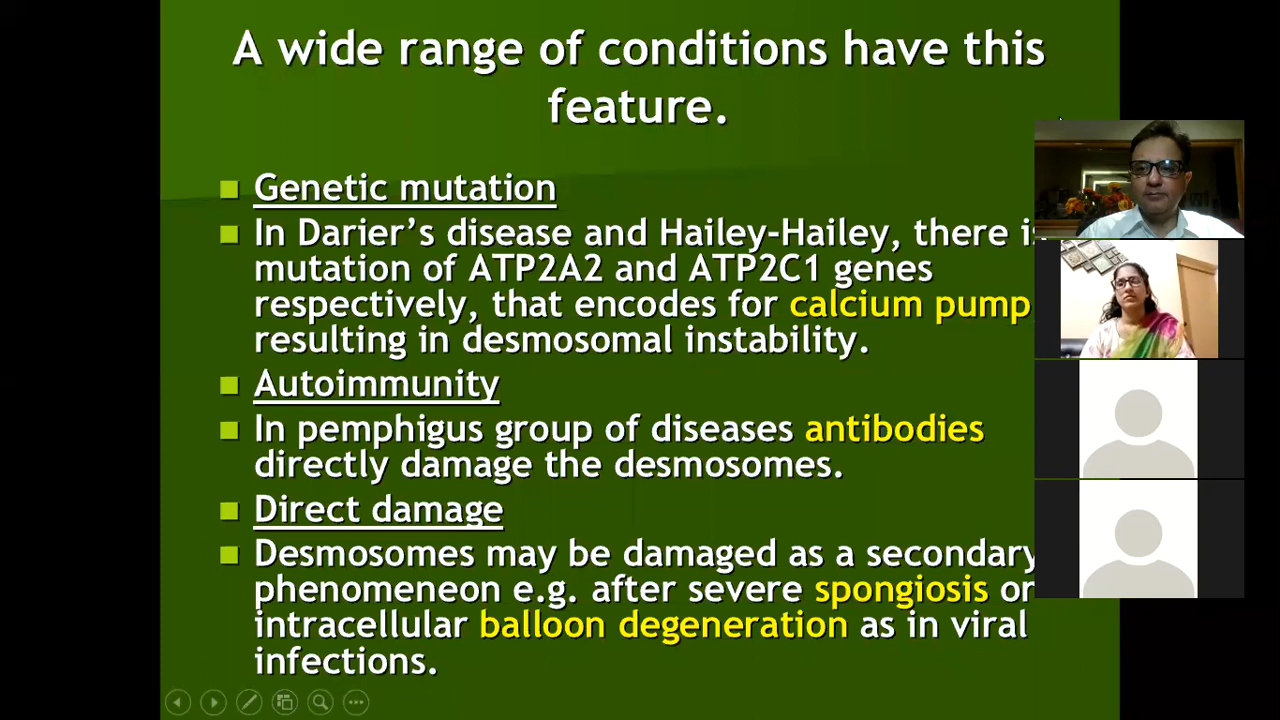 A wide range of conditions have this
feature.
Genetic mutation
In Darier's disease and Hailey-Hailey, there
mutation of ATP2A2 and ATP2C1 genes
respectively, that encodes for calcium pump
resulting in desmosomal instability.
Autoimmunity
In pemphigus group of diseases antibodies
directly damage the desmosomes.
Direct damage
Desmosomes may be damaged as a secondary
phenomeneon e.g. after severe spongiosis or
intracellular balloon degeneration as in viral
infections.